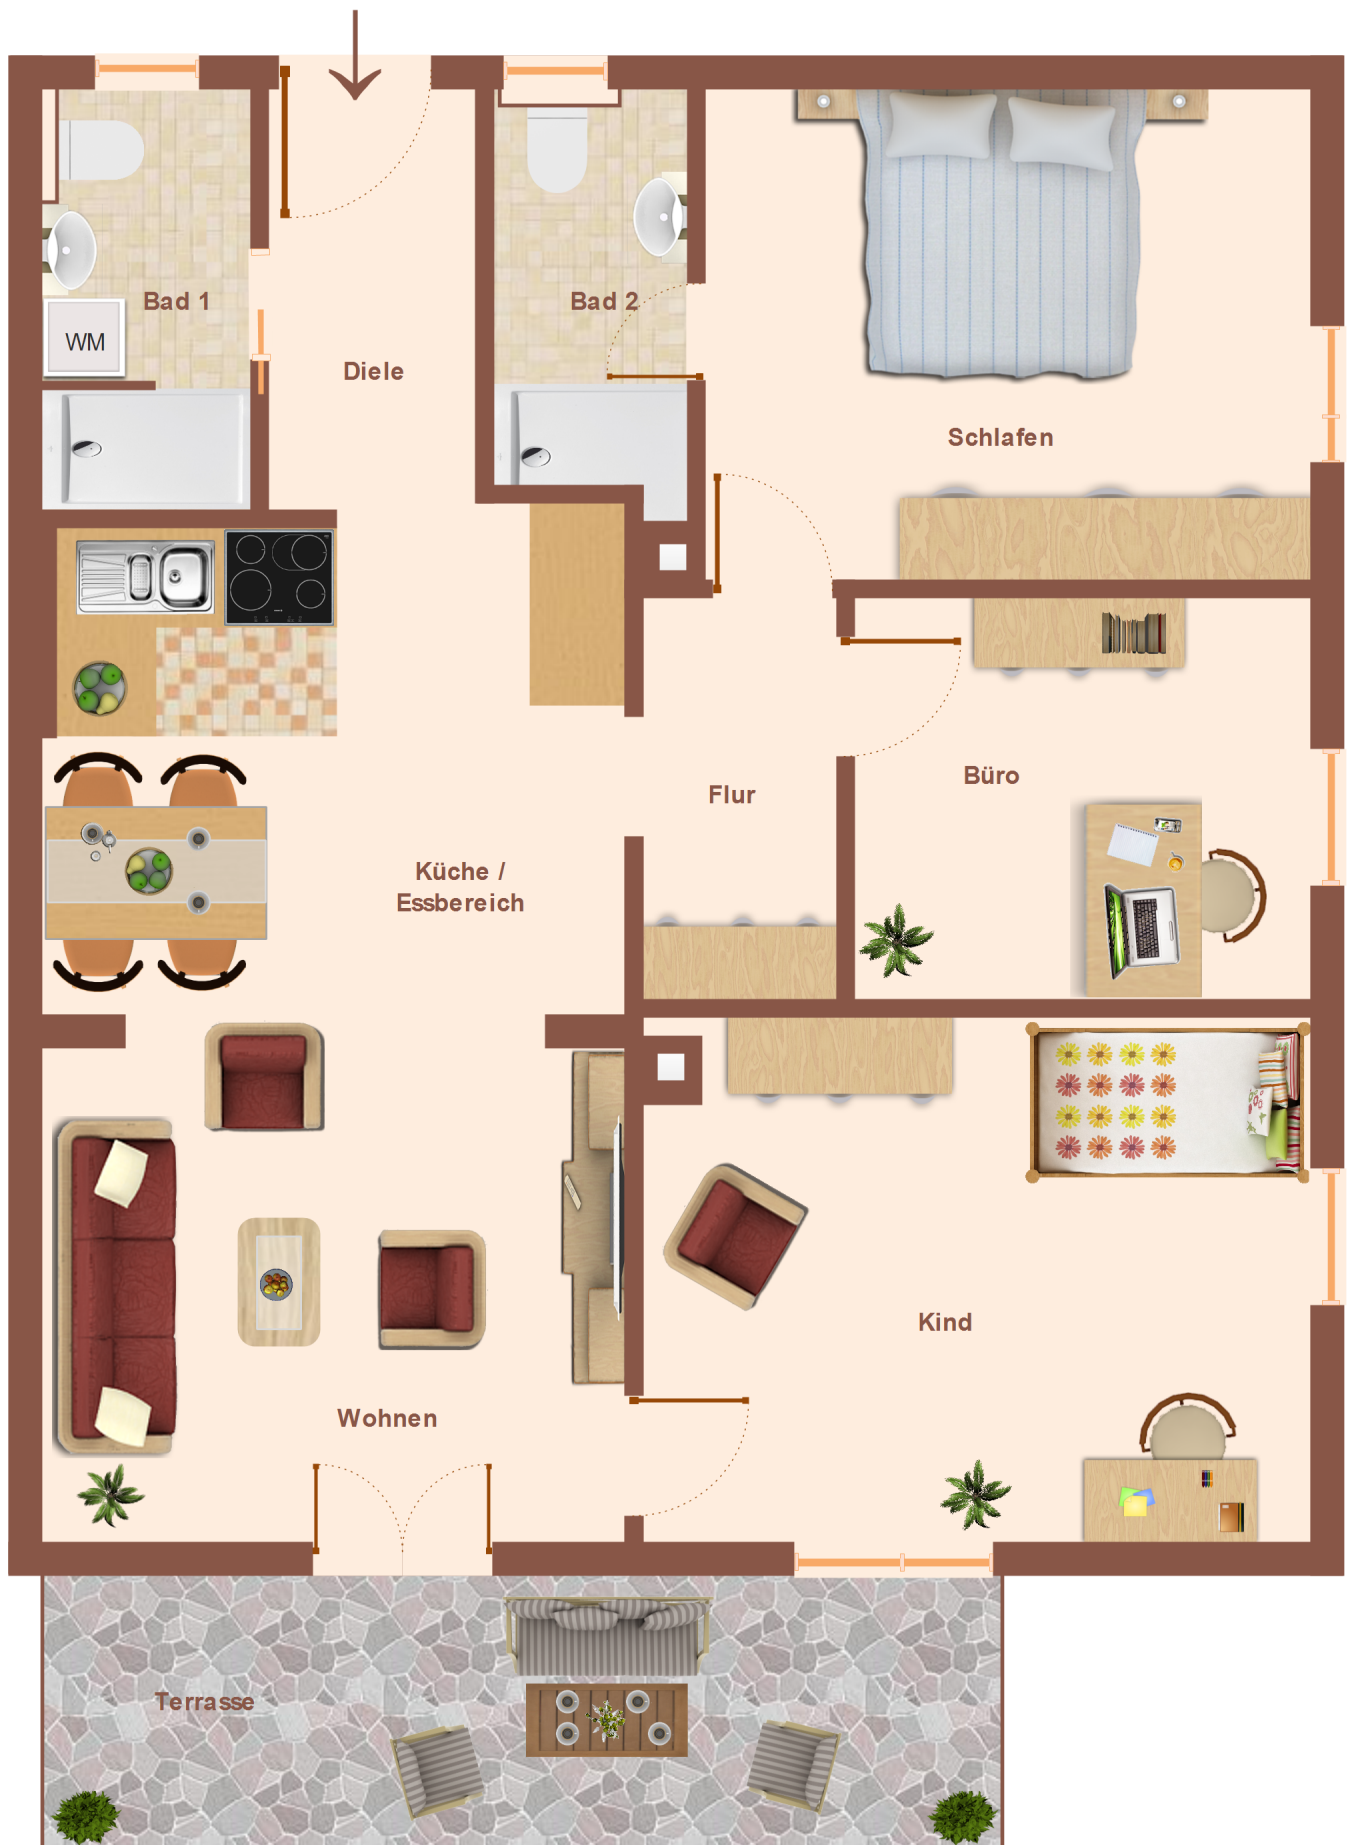 Bad 1
Bad 2
WM
Diele
Schlafen
Büro
Flur
Küche /
Essbereich
Kind
Wohnen
Terrasse